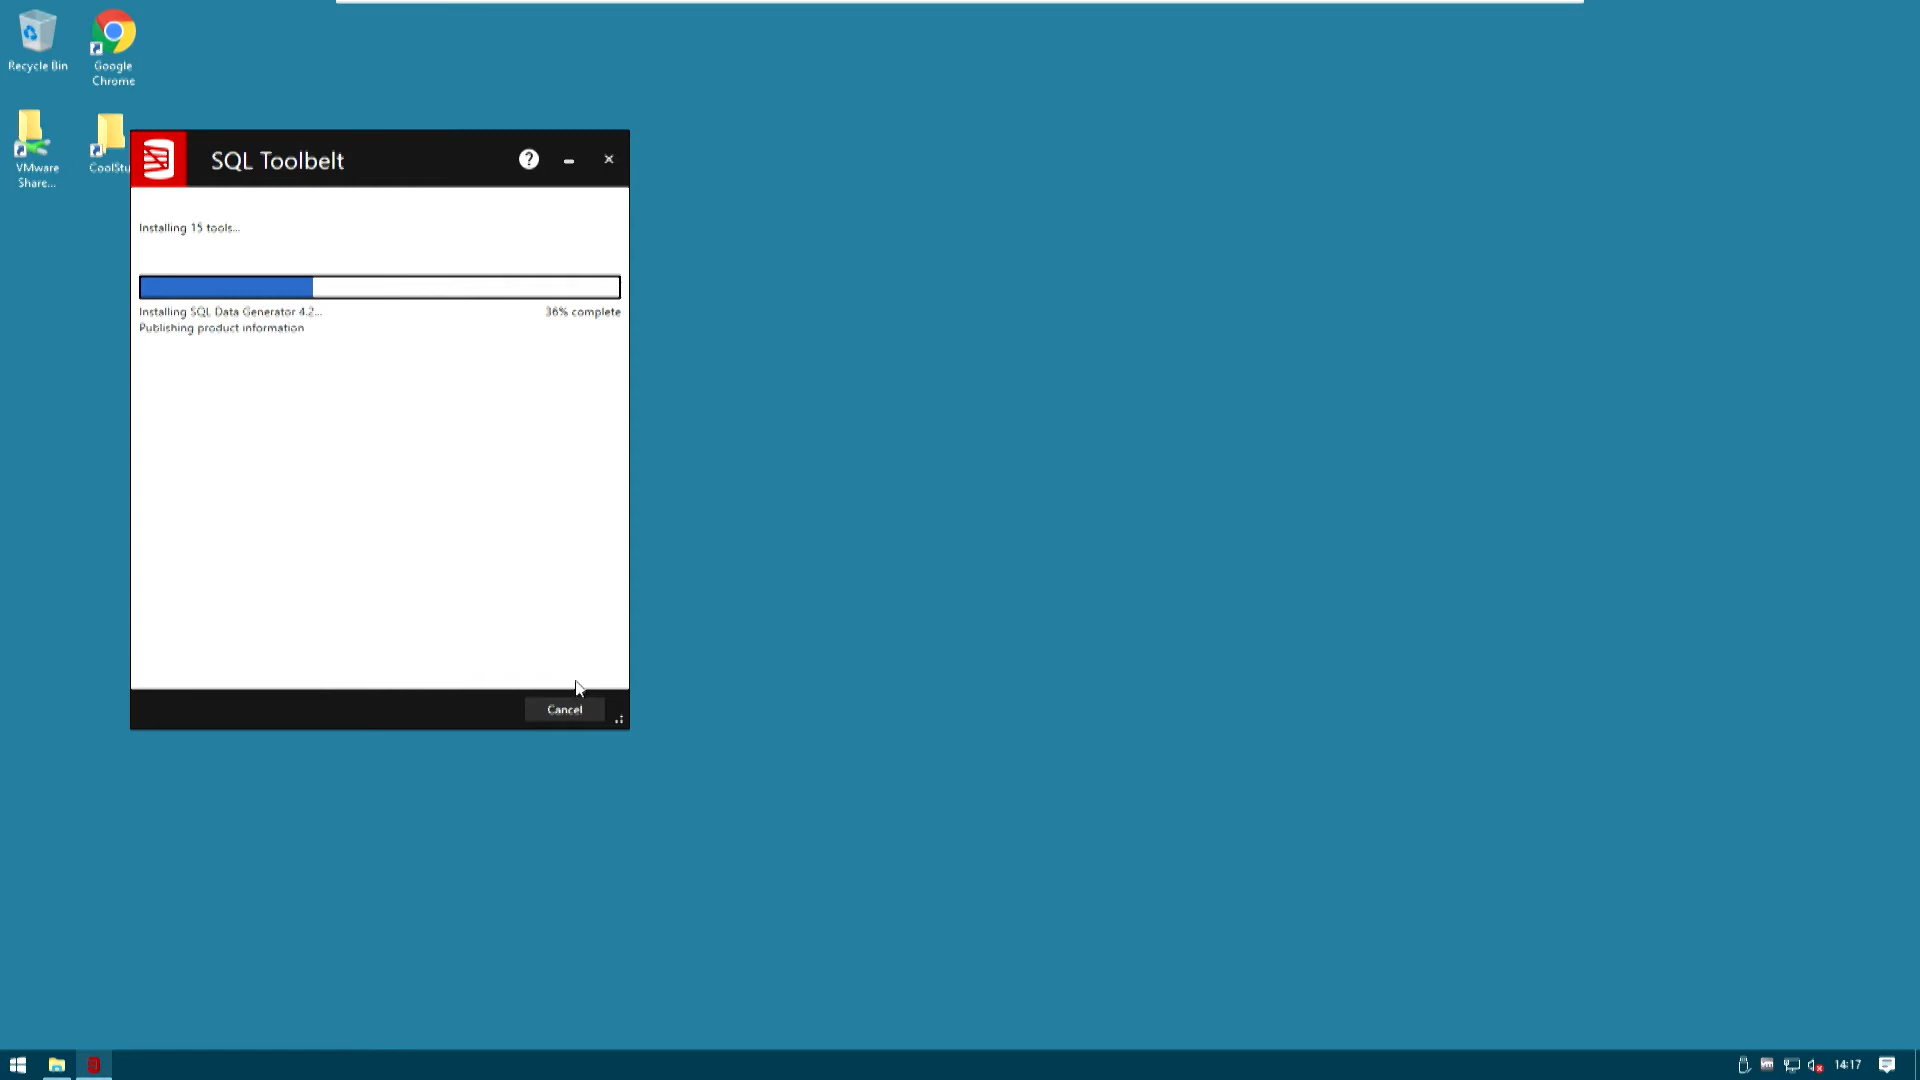 Recycle Bin
Google
Chrome
VMware
Share...
CoolStu
SQL Toolbelt
?
Installing 15 tools...
Installing SQL Data Generator 4.2...
36% complete
Publishing product information
Cancel
14:17